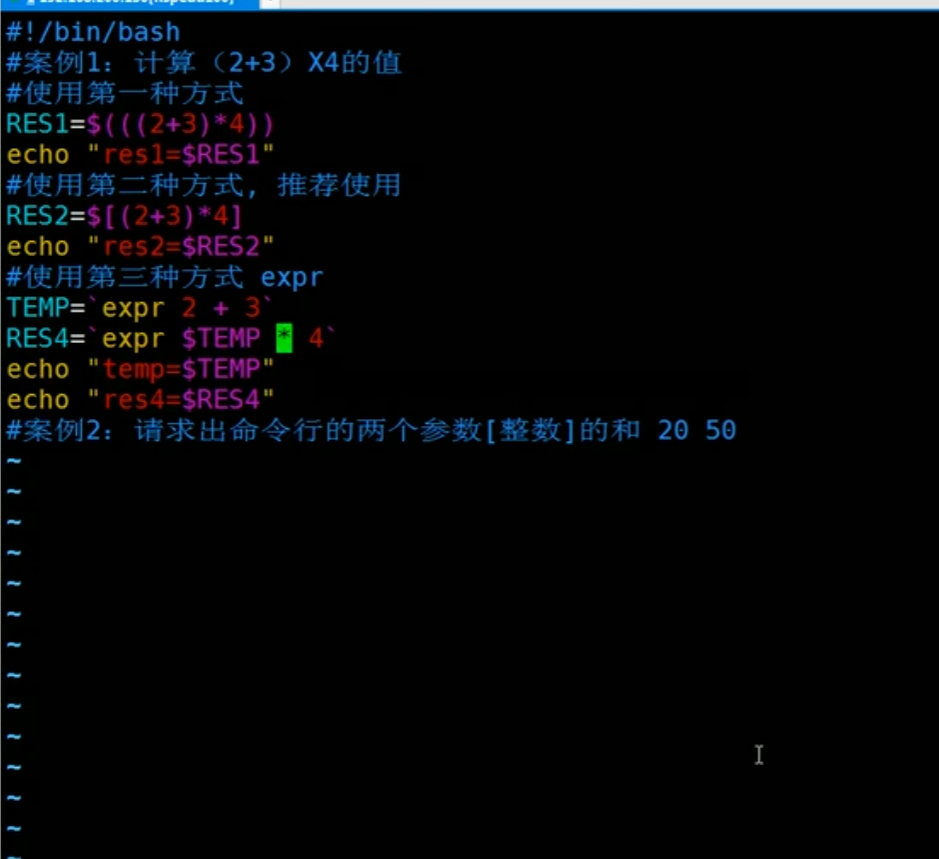 #!/bin/bash
#案例1：计算（2+3）X4的值
#使用第一种方式
RES1=$(((2+3)*4))
echo "res1=$RES1"
#使用第二种方式，推荐使用
RES2=$[(2+3)*4]
echo "res2=$RES2"
#使用第三种方式 expr
TEMP=`expr 2 + 3`
RES4=`expr $TEMP * 4`
echo "temp=$TEMP"
echo "res4=$RES4"
#案例2：请求出命令行的两个参数[整数]的和 20 50
~
~
~
~
~
~
~
~
~
~
~
~
~
~